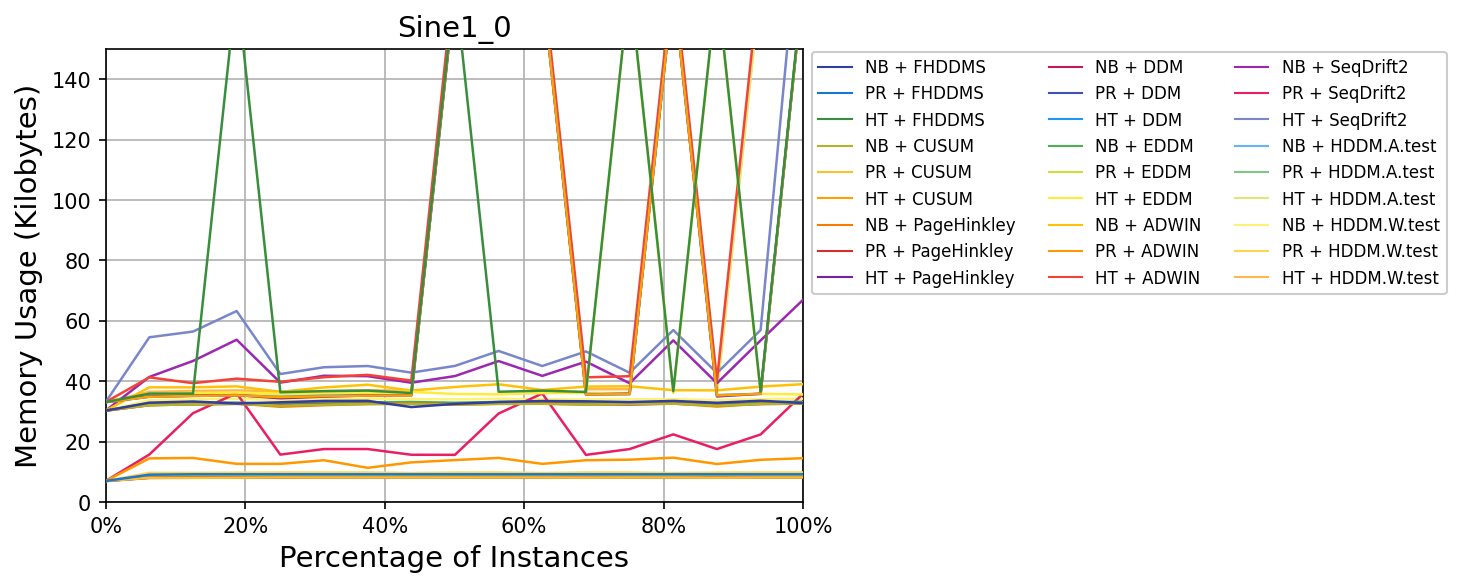 Sine1_0
Memory Usage (Kilobytes)
140
120
100
80
60
40
20
0
0%
20%
40%
60%
80%
100%
Percentage of Instances
NB + FHDDMS
PR + FHDDMS
HT + FHDDMS
NB + CUSUM
PR + CUSUM
HT + CUSUM
NB + PageHinkley
PR + PageHinkley
HT + PageHinkley
NB + DDM
PR + DDM
HT + DDM
NB + EDDM
PR + EDDM
HT + EDDM
NB + ADWIN
PR + ADWIN
HT + ADWIN
NB + SeqDrift2
PR + SeqDrift2
HT + SeqDrift2
NB + HDDM.A.test
PR + HDDM.A.test
HT + HDDM.A.test
NB + HDDM.W.test
PR + HDDM.W.test
HT + HDDM.W.test